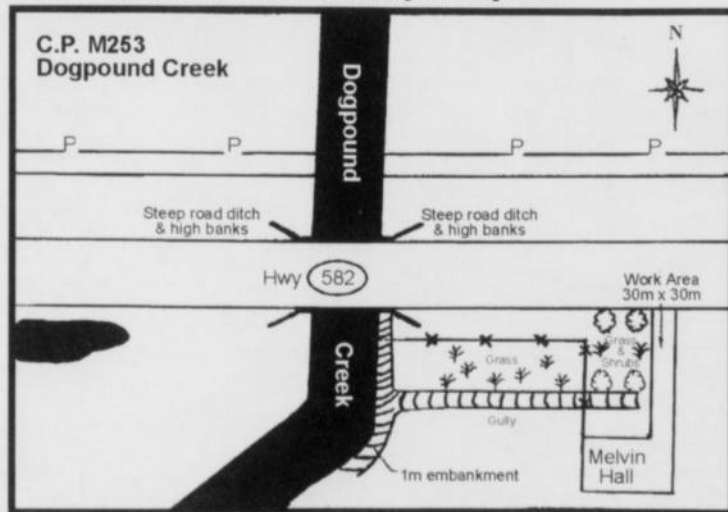 C.P. M253
Dogpound Creek
N
Dogpound
P P P P
Steep road ditch
& high banks
Steep road ditch
& high banks
Hwy 582
Work Area
30m x 30m
Creek
Grass
Grass
&
Shrubs
Gully
1m embankment
Melvin
Hall